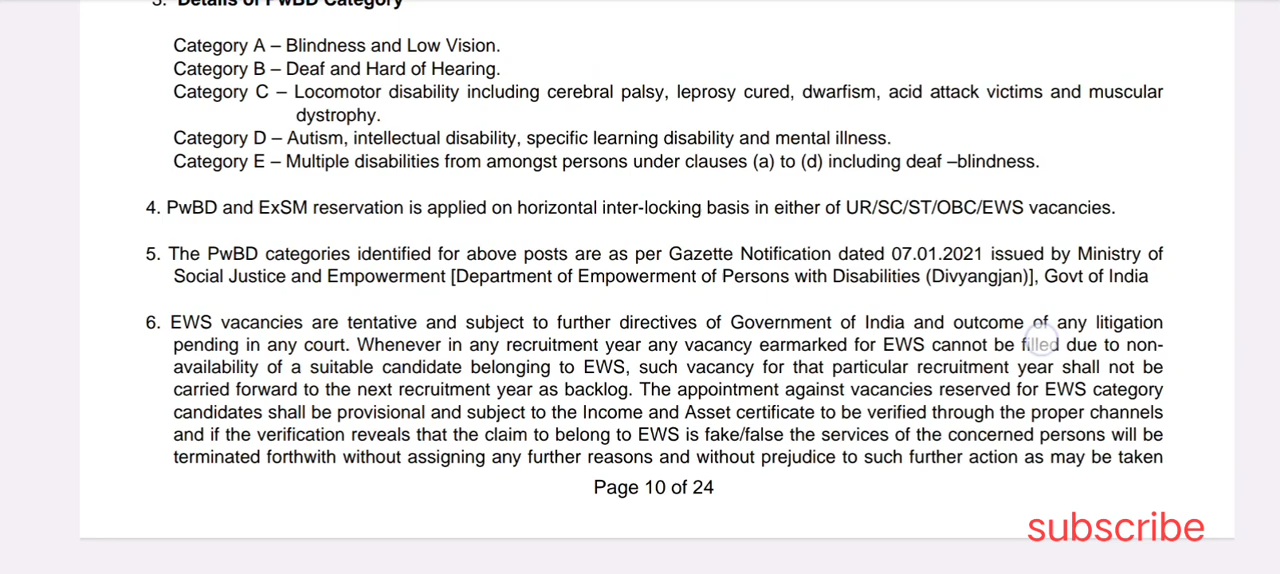 3. Details of PwBD Category
Category A – Blindness and Low Vision.
Category B – Deaf and Hard of Hearing.
Category C – Locomotor disability including cerebral palsy, leprosy cured, dwarfism, acid attack victims and muscular
dystrophy.
Category D – Autism, intellectual disability, specific learning disability and mental illness.
Category E – Multiple disabilities from amongst persons under clauses (a) to (d) including deaf –blindness.
4. PwBD and ExSM reservation is applied on horizontal inter-locking basis in either of UR/SC/ST/OBC/EWS vacancies.
5. The PwBD categories identified for above posts are as per Gazette Notification dated 07.01.2021 issued by Ministry of
Social Justice and Empowerment [Department of Empowerment of Persons with Disabilities (Divyangjan)], Govt of India
6. EWS vacancies are tentative and subject to further directives of Government of India and outcome of any litigation
pending in any court. Whenever in any recruitment year any vacancy earmarked for EWS cannot be filled due to non-
availability of a suitable candidate belonging to EWS, such vacancy for that particular recruitment year shall not be
carried forward to the next recruitment year as backlog. The appointment against vacancies reserved for EWS category
candidates shall be provisional and subject to the Income and Asset certificate to be verified through the proper channels
and if the verification reveals that the claim to belong to EWS is fake/false the services of the concerned persons will be
terminated forthwith without assigning any further reasons and without prejudice to such further action as may be taken
Page 10 of 24
subscribe